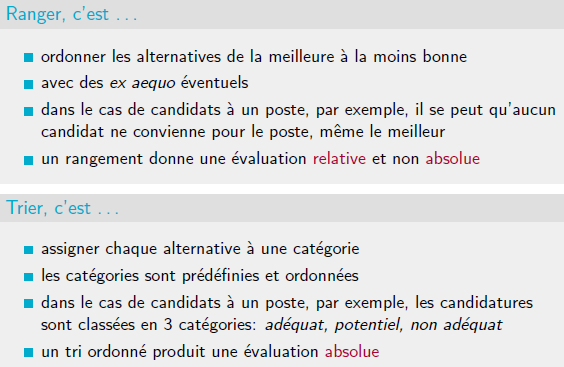 Ranger, c'est ...
ordonner les alternatives de la meilleure à la moins bonne
avec des ex aequo éventuels
dans le cas de candidats à un poste, par exemple, il se peut qu'aucun
candidat ne convienne pour le poste, même le meilleur
un rangement donne une évaluation relative et non absolue
Trier, c'est ...
assigner chaque alternative à une catégorie
les catégories sont prédéfinies et ordonnées
dans le cas de candidats à un poste, par exemple, les candidatures
sont classées en 3 catégories: adéquat, potentiel, non adéquat
un tri ordonné produit une évaluation absolue